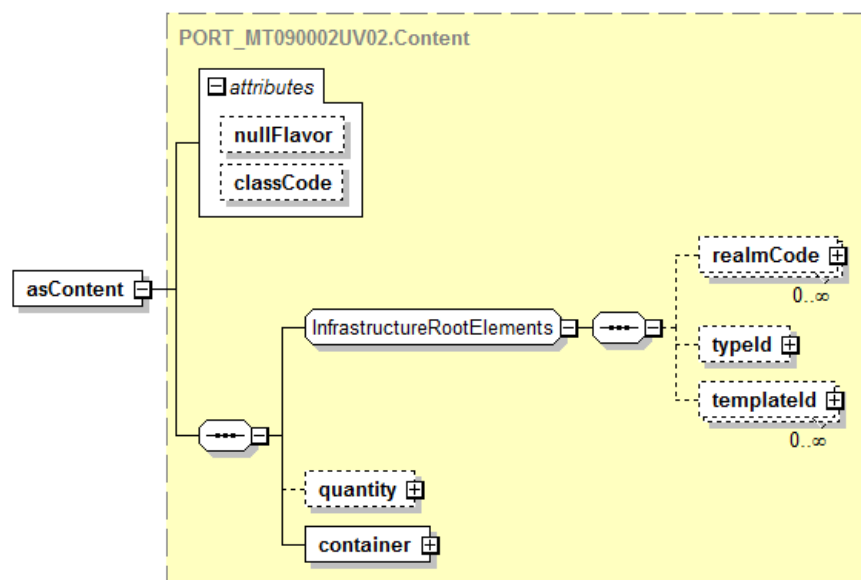 PORT_MT090002UV02.Content
attributes
nullFlavor
classCode
asContent
InfrastructureRootElements
realmCode
0..∞
typeId
templateId
0..∞
quantity
container